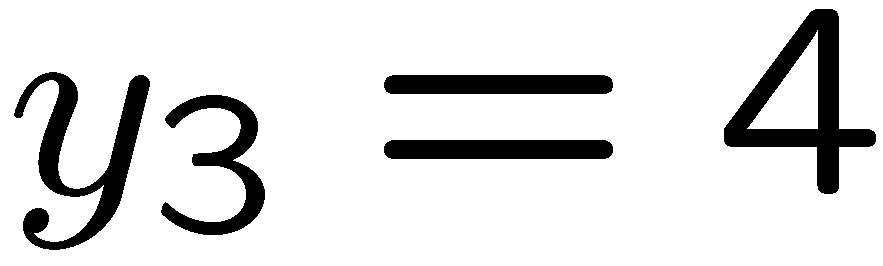 y₃ = 4